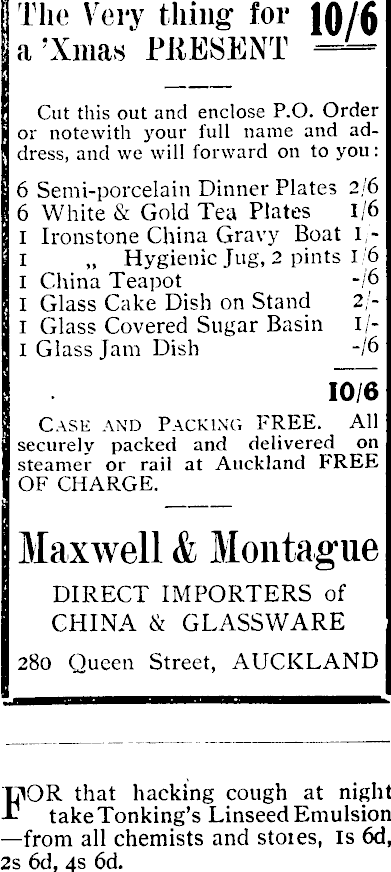 The Very thing for 10/6
a 'Xmas PRESENT
Cut this out and enclose P.O. Order
or notewith your full name and ad-
dress, and we will forward on to you:
6 Semi-porcelain Dinner Plates 2/6
6 White & Gold Tea Plates 1/6
1 Ironstone China Gravy Boat 1/-
1 „ Hygienic Jug, 2 pints 1/6
1 China Teapot -/6
1 Glass Cake Dish on Stand 2/-
1 Glass Covered Sugar Basin 1/-
1 Glass Jam Dish -/6
10/6
CASE AND PACKING FREE. All
securely packed and delivered on
steamer or rail at Auckland FREE
OF CHARGE.
Maxwell & Montague
DIRECT IMPORTERS of
CHINA & GLASSWARE
280 Queen Street, AUCKLAND
FOR that hacking cough at night
take Tonking's Linseed Emulsion
—from all chemists and stores, 1s 6d,
2s 6d, 4s 6d.